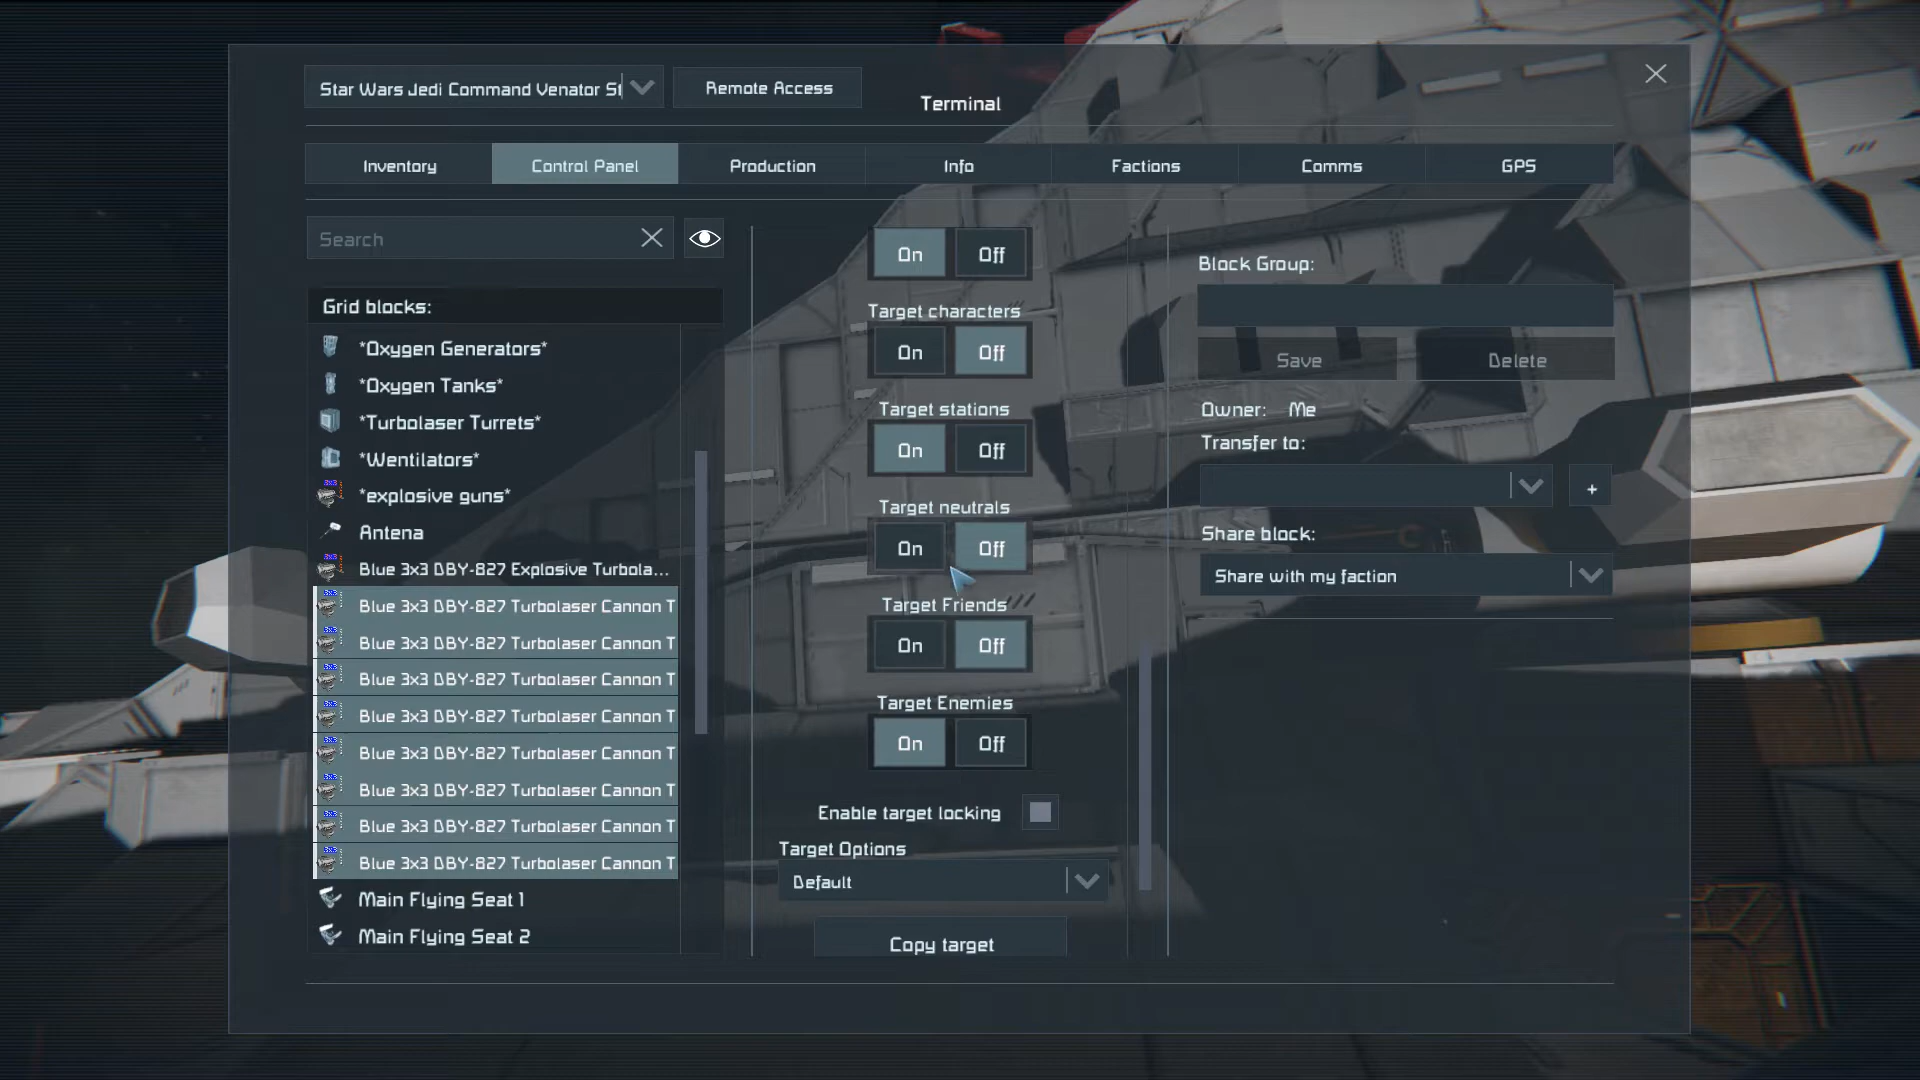 Star Wars Jedi Command Venator St
Remote Access
Terminal
Inventory
Control Panel
Production
Info
Factions
Comms
GPS
Search
Grid blocks:
*Oxygen Generators*
*Oxygen Tanks*
*Turbolaser Turrets*
*Wentilators*
*explosive guns*
Antena
Blue 3x3 DBY-827 Explosive Turbola...
Blue 3x3 DBY-827 Turbolaser Cannon T
Blue 3x3 DBY-827 Turbolaser Cannon T
Blue 3x3 DBY-827 Turbolaser Cannon T
Blue 3x3 DBY-827 Turbolaser Cannon T
Blue 3x3 DBY-827 Turbolaser Cannon T
Blue 3x3 DBY-827 Turbolaser Cannon T
Blue 3x3 DBY-827 Turbolaser Cannon T
Blue 3x3 DBY-827 Turbolaser Cannon T
Main Flying Seat 1
Main Flying Seat 2
On Off
Target characters
On Off
Target stations
On Off
Target neutrals
On Off
Target Friends
On Off
Target Enemies
On Off
Enable target locking
Target Options
Default
Copy target
Block Group:
Save
Delete
Owner: Me
Transfer to:
+
Share block:
Share with my faction